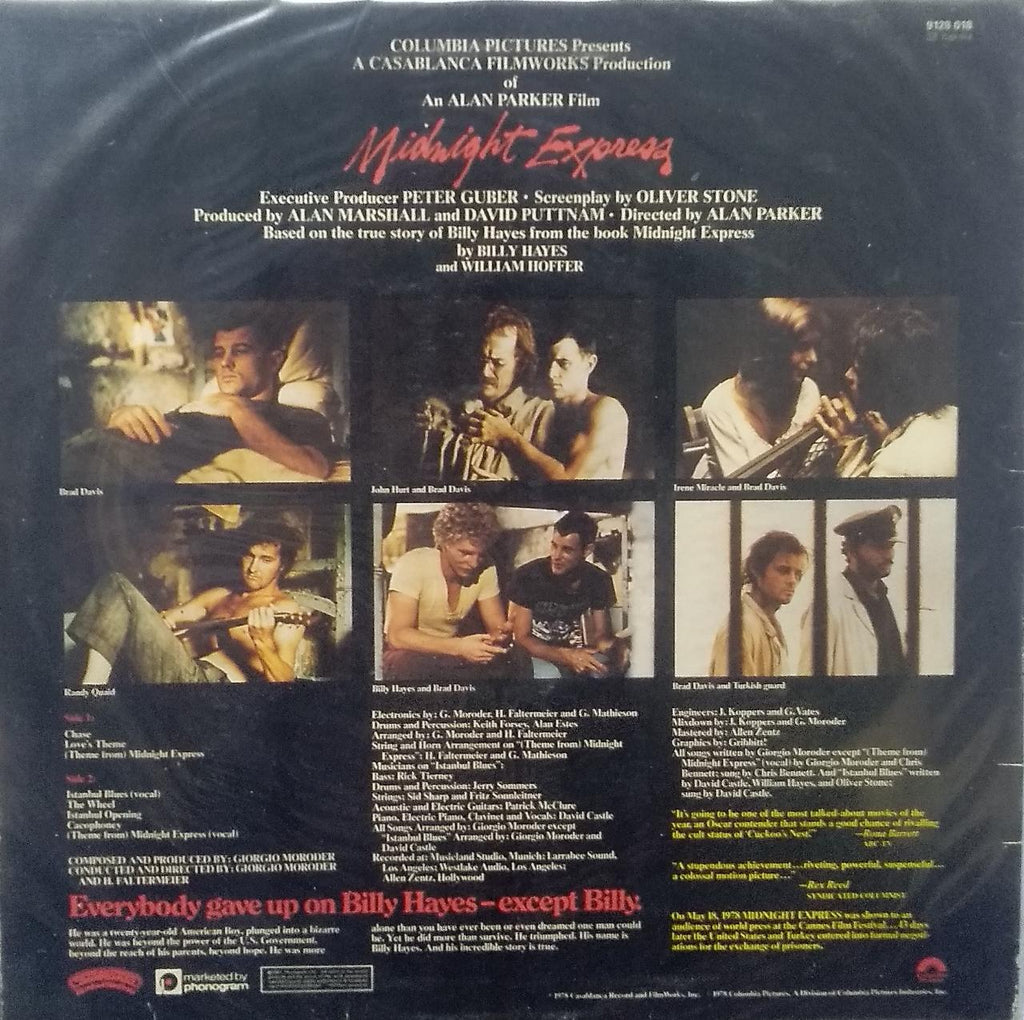 9128 018
COLUMBIA PICTURES Presents
A CASABLANCA FILMWORKS Production
of
An ALAN PARKER Film
Midnight Express
Executive Producer PETER GUBER • Screenplay by OLIVER STONE
Produced by ALAN MARSHALL and DAVID PUTTNAM • Directed by ALAN PARKER
Based on the true story of Billy Hayes from the book Midnight Express
by BILLY HAYES
and WILLIAM HOFFER
Brad Davis
John Hurt and Brad Davis
Irene Miracle and Brad Davis
Randy Quaid
Billy Hayes and Brad Davis
Brad Davis and Turkish guard
Side 1:
Chase
Love's Theme
(Theme from) Midnight Express
Side 2:
Istanbul Blues (vocal)
The Wheel
Istanbul Opening
Cacophoney
(Theme from) Midnight Express (vocal)
COMPOSED AND PRODUCED BY: GIORGIO MORODER
CONDUCTED AND DIRECTED BY: GIORGIO MORODER
AND H. FALTERMEIER
Electronics by: G. Moroder, H. Faltermeier and G. Mathieson
Drums and Percussion: Keith Forsey, Alan Estes
Arranged by: G. Moroder and H. Faltermeier
String and Horn Arrangement on "(Theme from) Midnight
Express": H. Faltermeier and G. Mathieson
Musicians on "Istanbul Blues":
Bass: Rick Tierney
Drums and Percussion: Jerry Sommers
Strings: Sid Sharp and Fritz Sonnleitner
Acoustic and Electric Guitars: Patrick McClure
Piano, Electric Piano, Clavinet and Vocals: David Castle
All Songs Arranged by: Giorgio Moroder except
"Istanbul Blues" Arranged by: Giorgio Moroder and
David Castle
Recorded at: Musicland Studio, Munich; Larrabee Sound,
Los Angeles; Westlake Audio, Los Angeles;
Allen Zentz, Hollywood
Engineers: J. Koppers and G. Vates
Mixdown by: J. Koppers and G. Moroder
Mastered by: Allen Zentz
Graphics by: Gribbitt!
All songs written by Giorgio Moroder except "(Theme from)
Midnight Express" (vocal) by Giorgio Moroder and Chris
Bennett; sung by Chris Bennett. And "Istanbul Blues" written
by David Castle, William Hayes, and Oliver Stone;
sung by David Castle.
"It's going to be one of the most talked-about movies of the
year, an Oscar contender that stands a good chance of rivalling
the cult status of 'Cuckoo's Nest.'" —Rona Barrett
ABC-TV
"A stupendous achievement...riveting, powerful, suspenseful...
a colossal motion picture..."
—Rex Reed
SYNDICATED COLUMNIST
On May 18, 1978 MIDNIGHT EXPRESS was shown to an
audience of world press at the Cannes Film Festival....43 days
later the United States and Turkey entered into formal negoti-
ations for the exchange of prisoners.
Everybody gave up on Billy Hayes—except Billy.
He was a twenty-year-old American Boy, plunged into a bizarre
world. He was beyond the power of the U.S. Government,
beyond the reach of his parents, beyond hope. He was more
alone than you have ever been or even dreamed one man could
be. Yet he did more than survive. He triumphed. His name is
Billy Hayes. And his incredible story is true.
marketed by
phonogram
℗ 1978 Casablanca Record and FilmWorks, Inc. © 1978 Columbia Pictures, A Division of Columbia Pictures Industries, Inc.